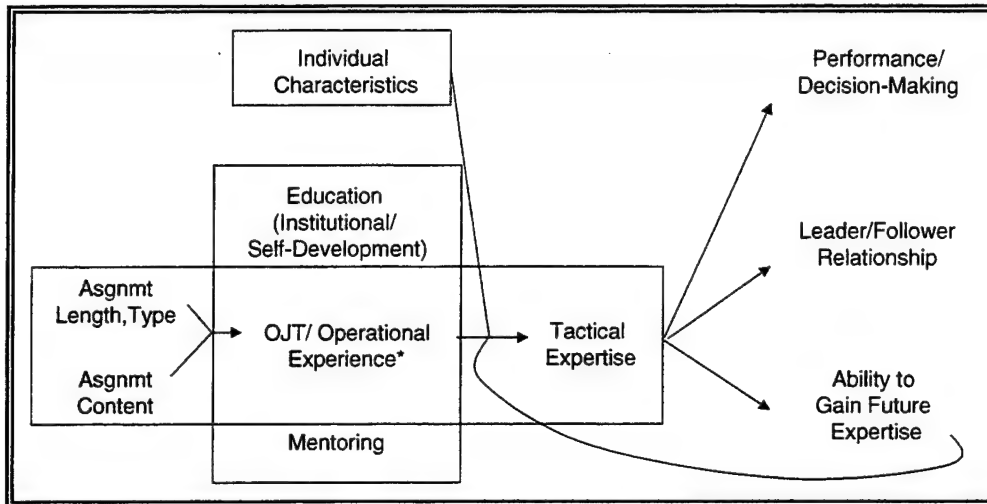 Individual
Characteristics
Performance/
Decision-Making
Education
(Institutional/
Self-Development)
Leader/Follower
Relationship
Asgnmt
Length,Type
OJT/ Operational
Experience*
Tactical
Expertise
Asgnmt
Content
Ability to
Gain Future
Expertise
Mentoring